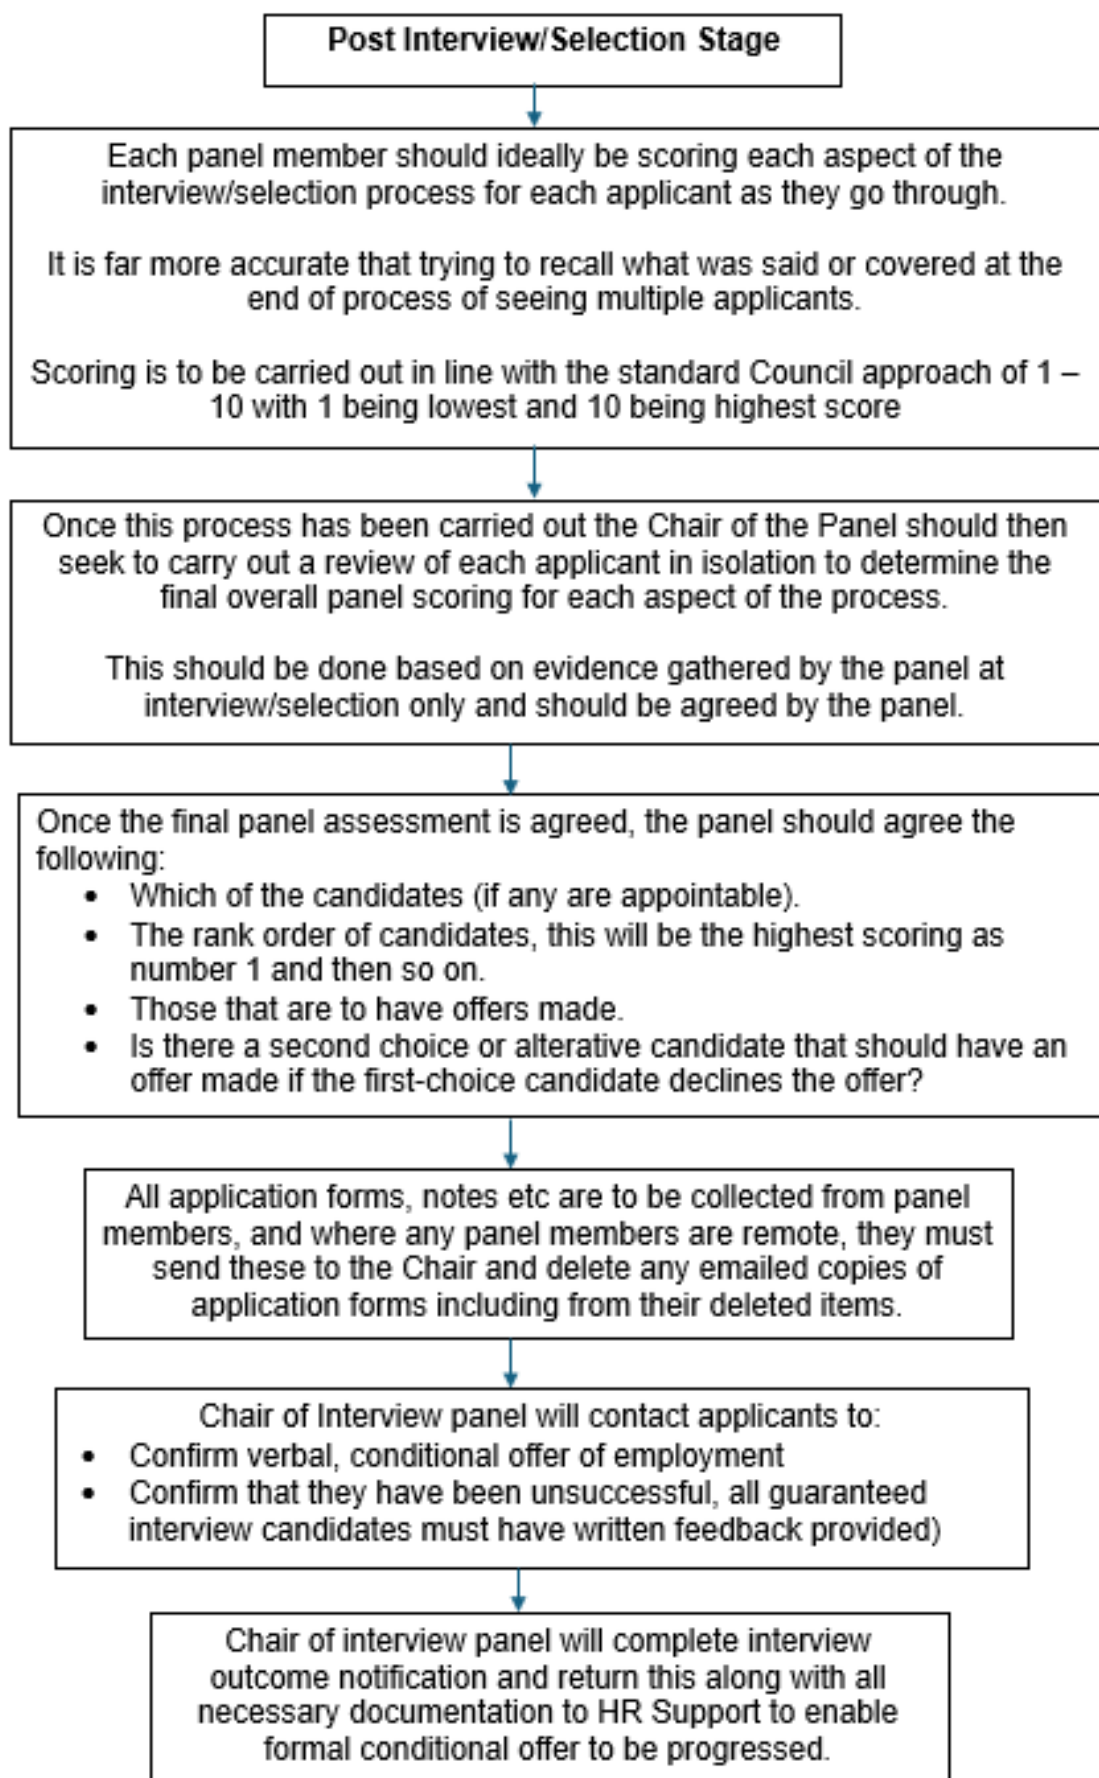 Post Interview/Selection Stage
Each panel member should ideally be scoring each aspect of the
interview/selection process for each applicant as they go through.
It is far more accurate that trying to recall what was said or covered at the
end of process of seeing multiple applicants.
Scoring is to be carried out in line with the standard Council approach of 1 –
10 with 1 being lowest and 10 being highest score
Once this process has been carried out the Chair of the Panel should then
seek to carry out a review of each applicant in isolation to determine the
final overall panel scoring for each aspect of the process.
This should be done based on evidence gathered by the panel at
interview/selection only and should be agreed by the panel.
Once the final panel assessment is agreed, the panel should agree the
following:
• Which of the candidates (if any are appointable).
• The rank order of candidates, this will be the highest scoring as
number 1 and then so on.
• Those that are to have offers made.
• Is there a second choice or alterative candidate that should have an
offer made if the first-choice candidate declines the offer?
All application forms, notes etc are to be collected from panel
members, and where any panel members are remote, they must
send these to the Chair and delete any emailed copies of
application forms including from their deleted items.
Chair of Interview panel will contact applicants to:
• Confirm verbal, conditional offer of employment
• Confirm that they have been unsuccessful, all guaranteed
interview candidates must have written feedback provided)
Chair of interview panel will complete interview
outcome notification and return this along with all
necessary documentation to HR Support to enable
formal conditional offer to be progressed.